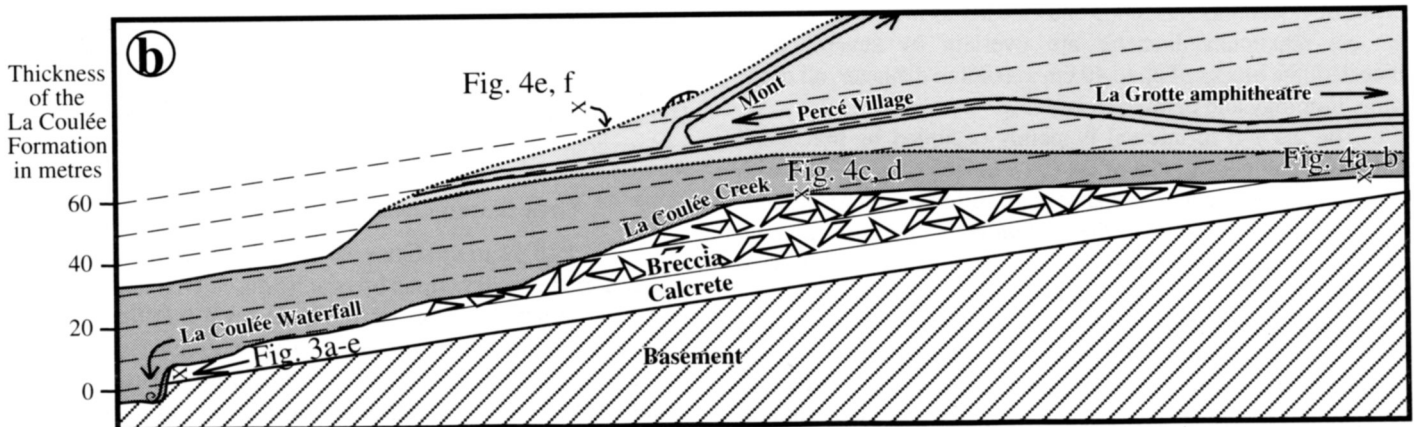 b
Thickness
of the
La Coulée
Formation
in metres
60
40
20
0
Fig. 4e, f
Mont
Percé Village
La Grotte amphitheatre
Fig. 4a, b
Fig. 4c, d
La Coulée Creek
Breccia
Calcrete
La Coulée Waterfall
Fig. 3a-e
Basement